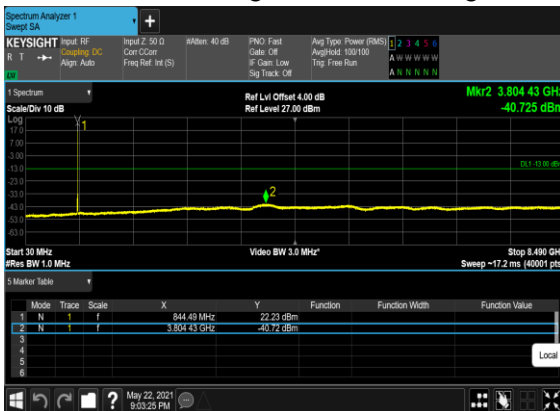 Spectrum Analyzer 1
Swept SA
+
KEYSIGHT Input: RF Input Z: 50 Ω #Atten: 40 dB PNO: Fast Avg Type: Power (RMS) 1 2 3 4 5 6
R T Coupling: DC Corr CCorr Gate: Off Avg|Hold: 100/100 A W W W W W
Align: Auto Freq Ref: Int (S) IF Gain: Low Trig: Free Run
Sig Track: Off A N N N N N
LV
1 Spectrum Ref Lvl Offset 4.00 dB Mkr2 3.804 43 GHz
Scale/Div 10 dB Ref Level 27.00 dBm -40.725 dBm
Log
17.0
7.00
-3.00
-13.0 DL1 -13.00 dBm
-23.0
-33.0
-43.0
-53.0
-63.0
1
2
Start 30 MHz Video BW 3.0 MHz* Stop 8.490 GH
#Res BW 1.0 MHz Sweep ~17.2 ms (40001 pts
5 Marker Table
Mode Trace Scale X Y Function Function Width Function Value
1 N 1 f 844.49 MHz 22.23 dBm
2 N 1 f 3.804 43 GHz -40.72 dBm
3
4
5
6
Local
? May 22, 2021
9:03:25 PM